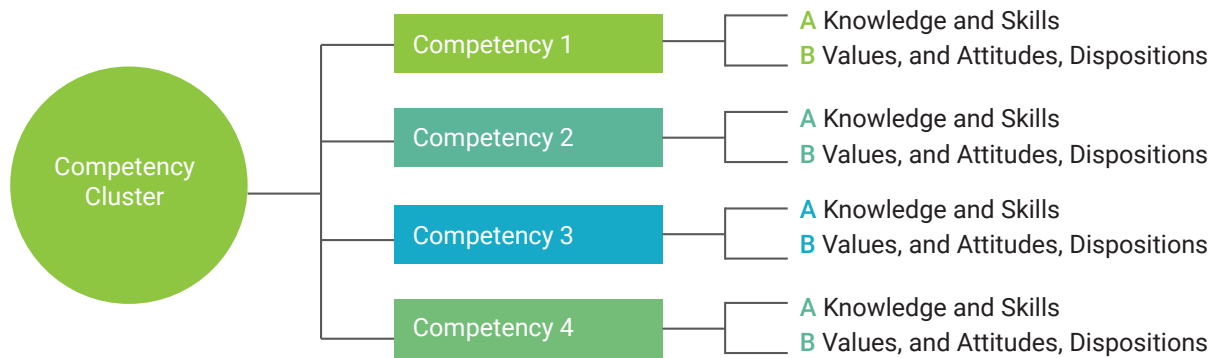 Competency
Cluster
Competency 1
A Knowledge and Skills
B Values, and Attitudes, Dispositions
Competency 2
A Knowledge and Skills
B Values, and Attitudes, Dispositions
Competency 3
A Knowledge and Skills
B Values, and Attitudes, Dispositions
Competency 4
A Knowledge and Skills
B Values, and Attitudes, Dispositions